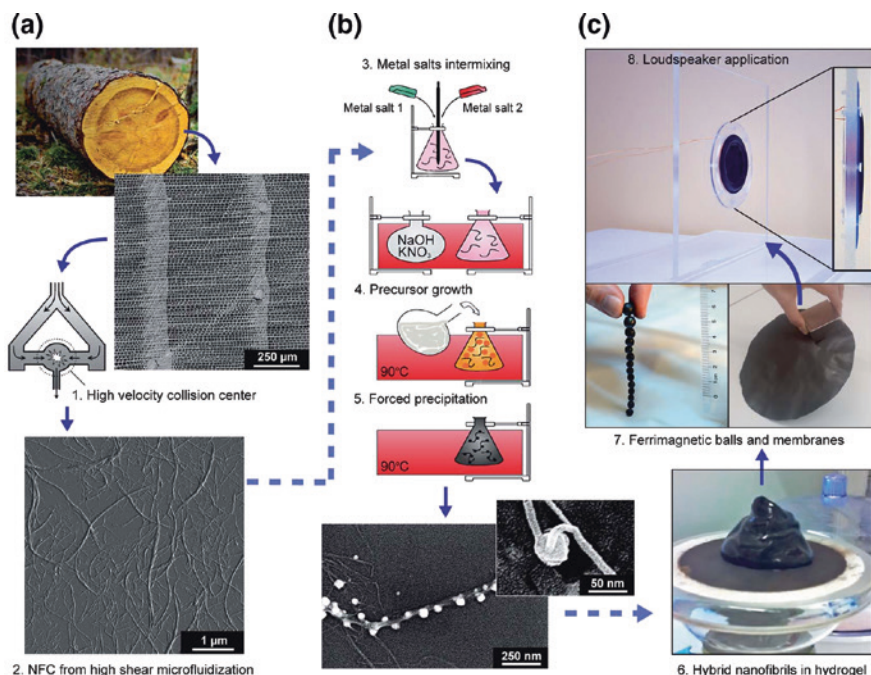 (a)
250 µm
1. High velocity collision center
1 µm
2. NFC from high shear microfluidization
(b)
3. Metal salts intermixing
Metal salt 1
Metal salt 2
NaOH
KNO₃
4. Precursor growth
90°C
5. Forced precipitation
90°C
50 nm
250 nm
(c)
8. Loudspeaker application
7. Ferrimagnetic balls and membranes
6. Hybrid nanofibrils in hydrogel